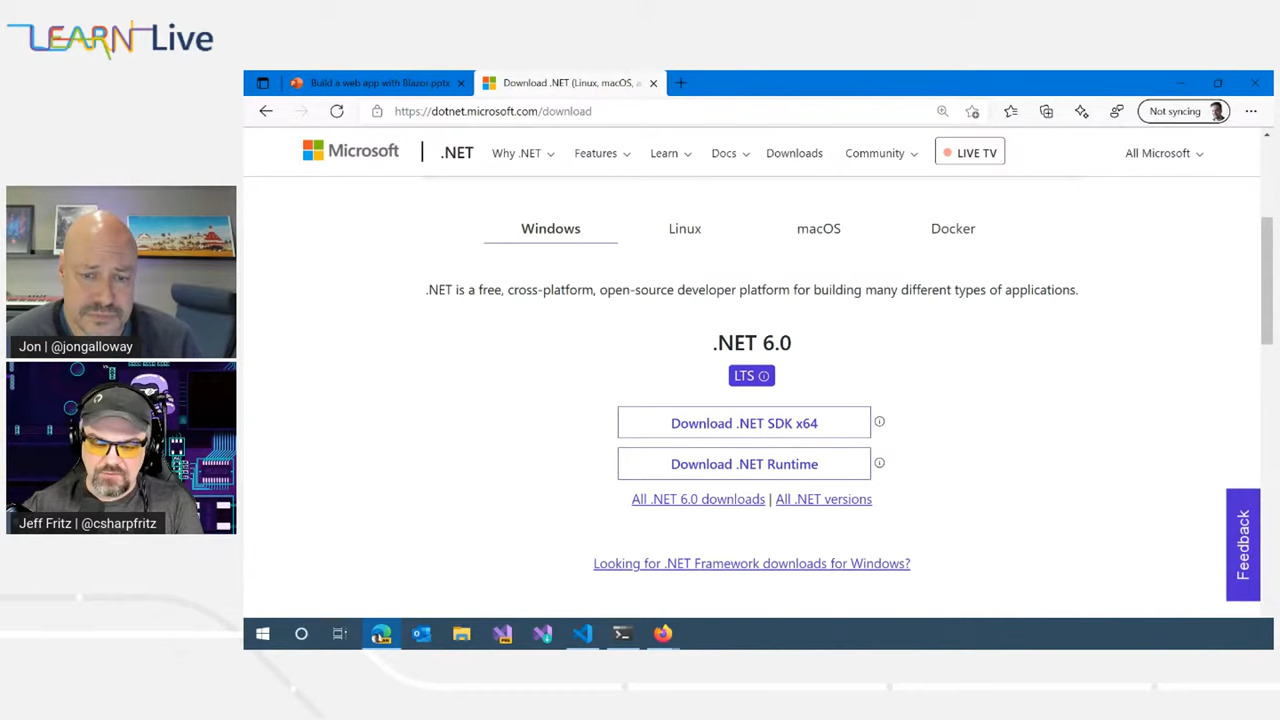 LEARN Live
Build a web app with Blazor.pptx
Download .NET (Linux, macOS, a
https://dotnet.microsoft.com/download
Not syncing
Microsoft
.NET
Why .NET
Features
Learn
Docs
Downloads
Community
LIVE TV
All Microsoft
Windows
Linux
macOS
Docker
.NET is a free, cross-platform, open-source developer platform for building many different types of applications.
.NET 6.0
LTS
Download .NET SDK x64
Download .NET Runtime
All .NET 6.0 downloads | All .NET versions
Looking for .NET Framework downloads for Windows?
Feedback
Jon | @jongalloway
Jeff Fritz | @csharpfritz